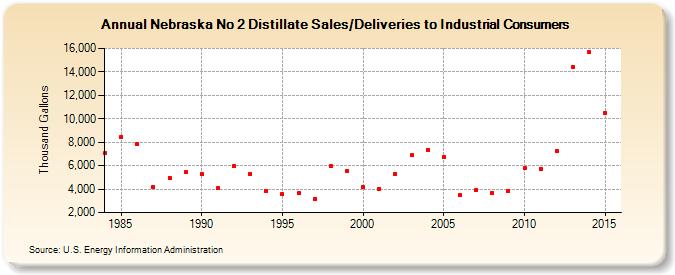 Annual Nebraska No 2 Distillate Sales/Deliveries to Industrial Consumers
Thousand Gallons
16,000
14,000
12,000
10,000
8,000
6,000
4,000
2,000
1985 1990 1995 2000 2005 2010 2015
Source: U.S. Energy Information Administration